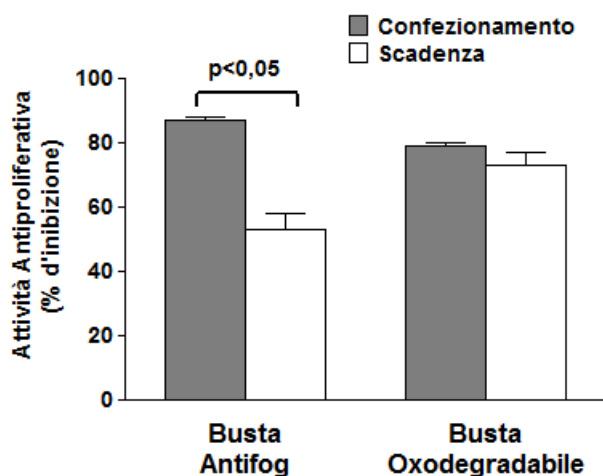 Confezionamento
Scadenza
p<0,05
Attività Antiproliferativa
(% d'inibizione)
100
80
60
40
20
0
Busta
Antifog
Busta
Oxodegradabile